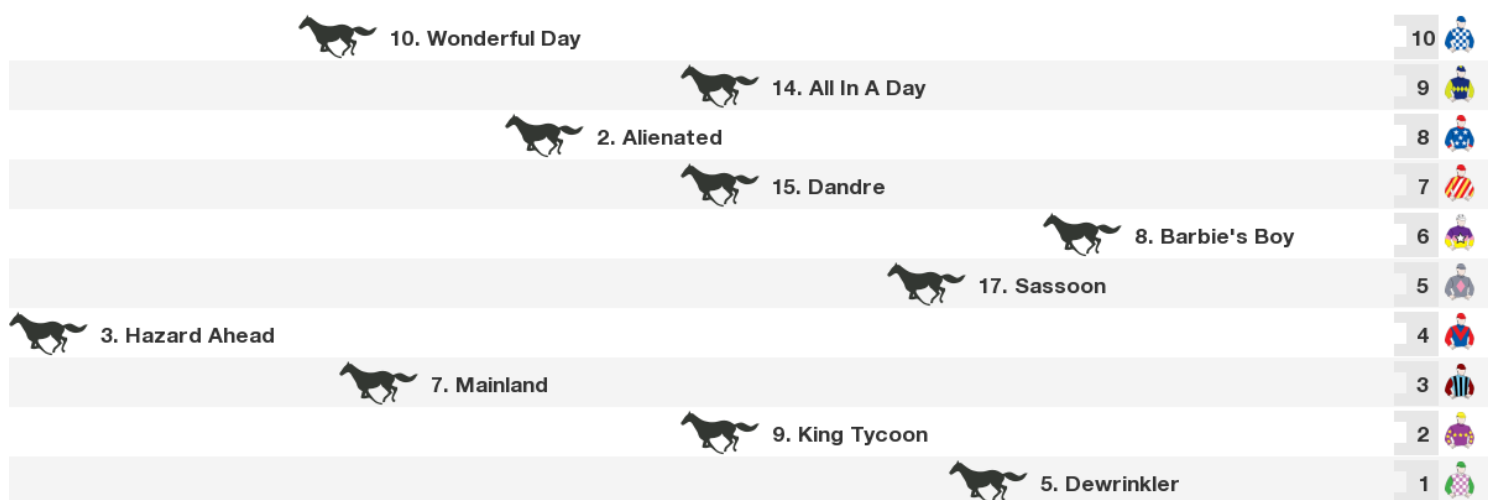 10. Wonderful Day 10
14. All In A Day 9
2. Alienated 8
15. Dandre 7
8. Barbie's Boy 6
17. Sassoon 5
3. Hazard Ahead 4
7. Mainland 3
9. King Tycoon 2
5. Dewrinkler 1